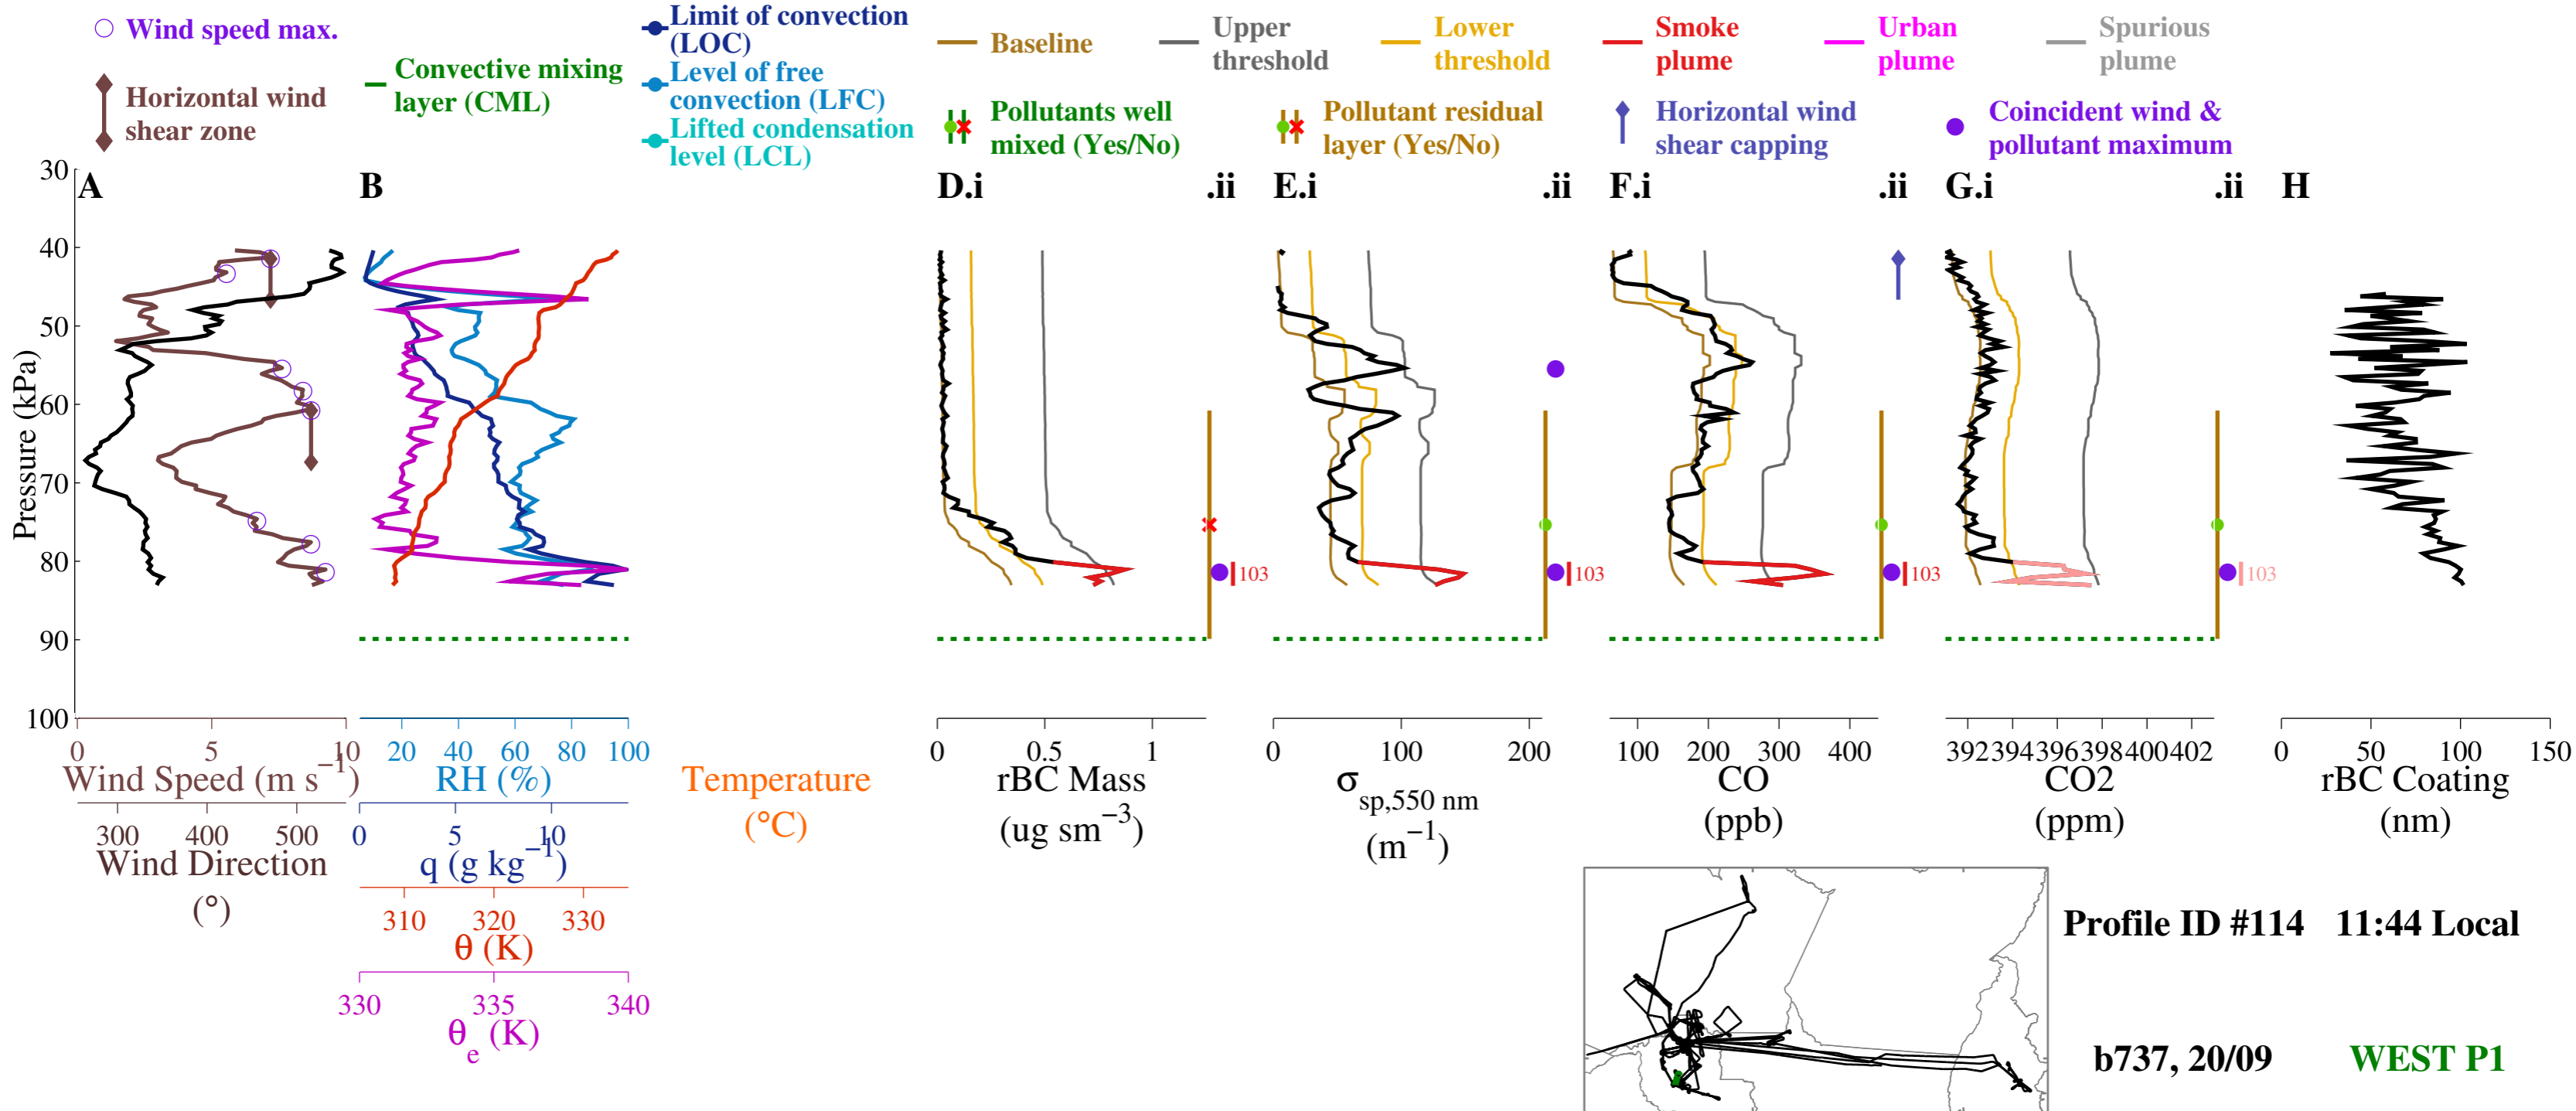 Wind speed max.
Horizontal wind
shear zone
Convective mixing
layer (CML)
Limit of convection
(LOC)
Level of free
convection (LFC)
Lifted condensation
level (LCL)
Baseline
Upper
threshold
Lower
threshold
Smoke
plume
Urban
plume
Spurious
plume
Pollutants well
mixed (Yes/No)
Pollutant residual
layer (Yes/No)
Horizontal wind
shear capping
Coincident wind &
pollutant maximum
A
B
D.i
.ii
E.i
.ii
F.i
.ii
G.i
.ii
H
30
40
50
60
70
80
90
100
Pressure (kPa)
103
103
103
103
0 5 10
Wind Speed (m s−1)
300 400 500
Wind Direction
(°)
20 40 60 80 100
RH (%)
0 5 10
q (g kg−1)
310 320 330
θ (K)
330 335 340
θe (K)
Temperature
(°C)
0 0.5 1
rBC Mass
(ug sm−3)
0 100 200
σsp,550 nm
(m−1)
100 200 300 400
CO
(ppb)
392 394 396 398 400 402
CO2
(ppm)
0 50 100 150
rBC Coating
(nm)
Profile ID #114 11:44 Local
b737, 20/09 WEST P1